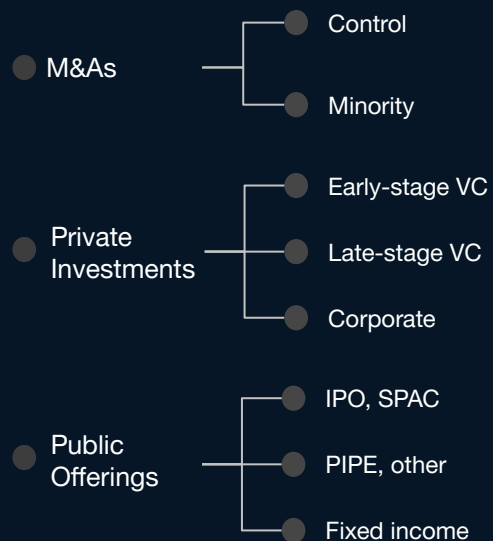 M&As
Control
Minority
Private
Investments
Early-stage VC
Late-stage VC
Corporate
Public
Offerings
IPO, SPAC
PIPE, other
Fixed income